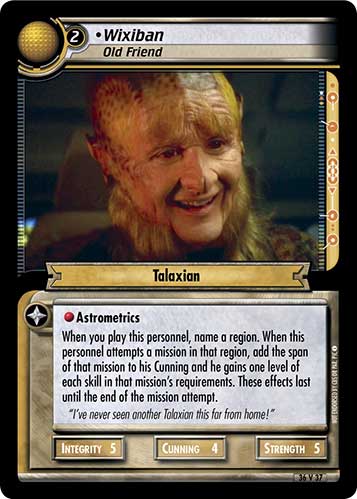 2
•Wixiban
Old Friend
Talaxian
Astrometrics
When you play this personnel, name a region. When this
personnel attempts a mission in that region, add the span
of that mission to his Cunning and he gains one level
of each skill in that mission's requirements. These effects last
until the end of the mission attempt.
"I've never seen another Talaxian this far from home!"
INTEGRITY 5
CUNNING 4
STRENGTH 5
36 V 37